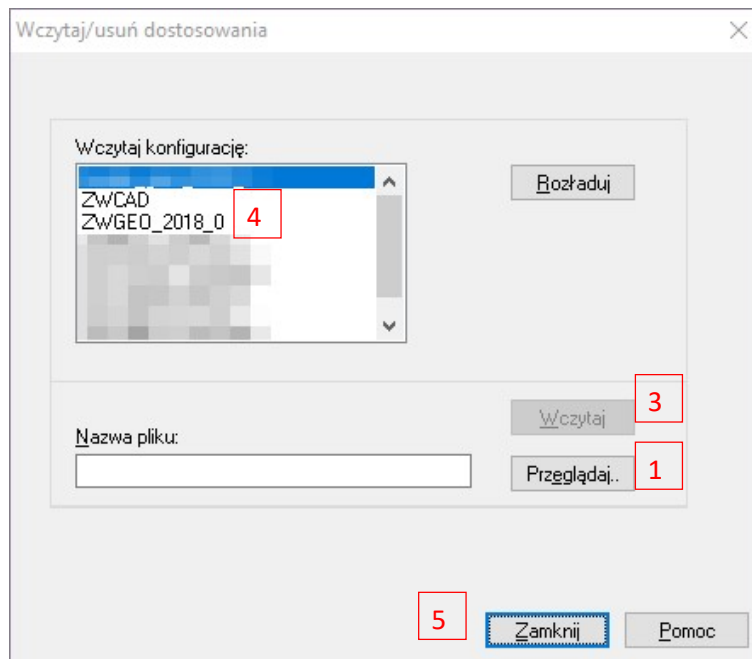 Wczytaj/usuń dostosowania
Wczytaj konfigurację:
Rozładuj
ZWCAD
ZWGEO_2018_0
4
3
Wczytaj
Nazwa pliku:
1
Przeglądaj..
5
Zamknij
Pomoc